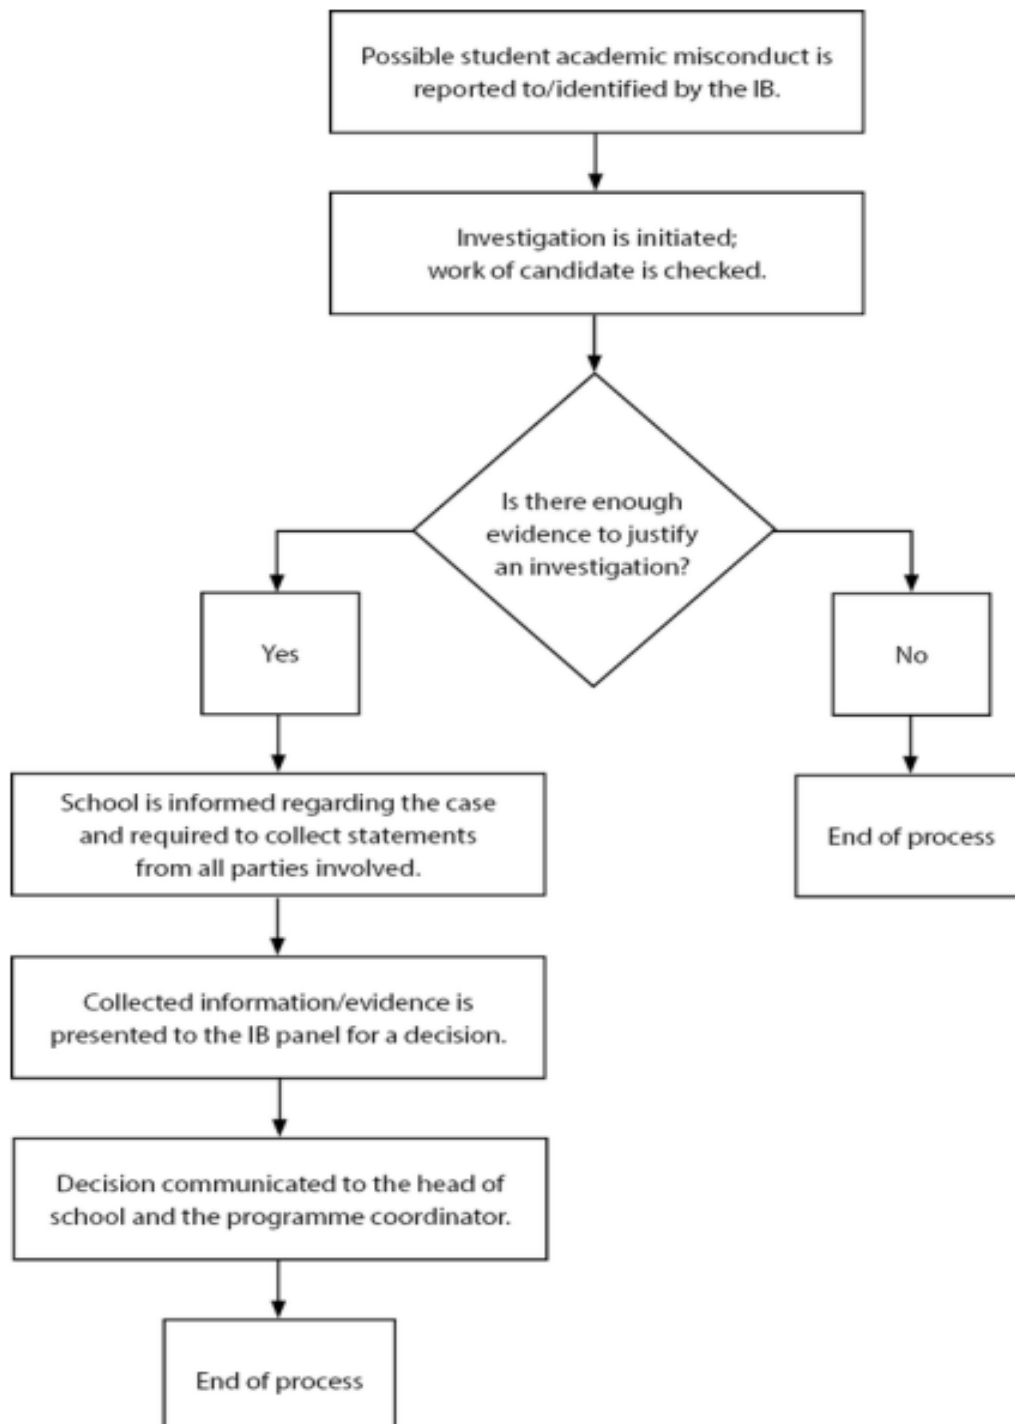 Possible student academic misconduct is
reported to/identified by the IB.
Investigation is initiated;
work of candidate is checked.
Is there enough
evidence to justify
an investigation?
Yes
No
School is informed regarding the case
and required to collect statements
from all parties involved.
End of process
Collected information/evidence is
presented to the IB panel for a decision.
Decision communicated to the head of
school and the programme coordinator.
End of process